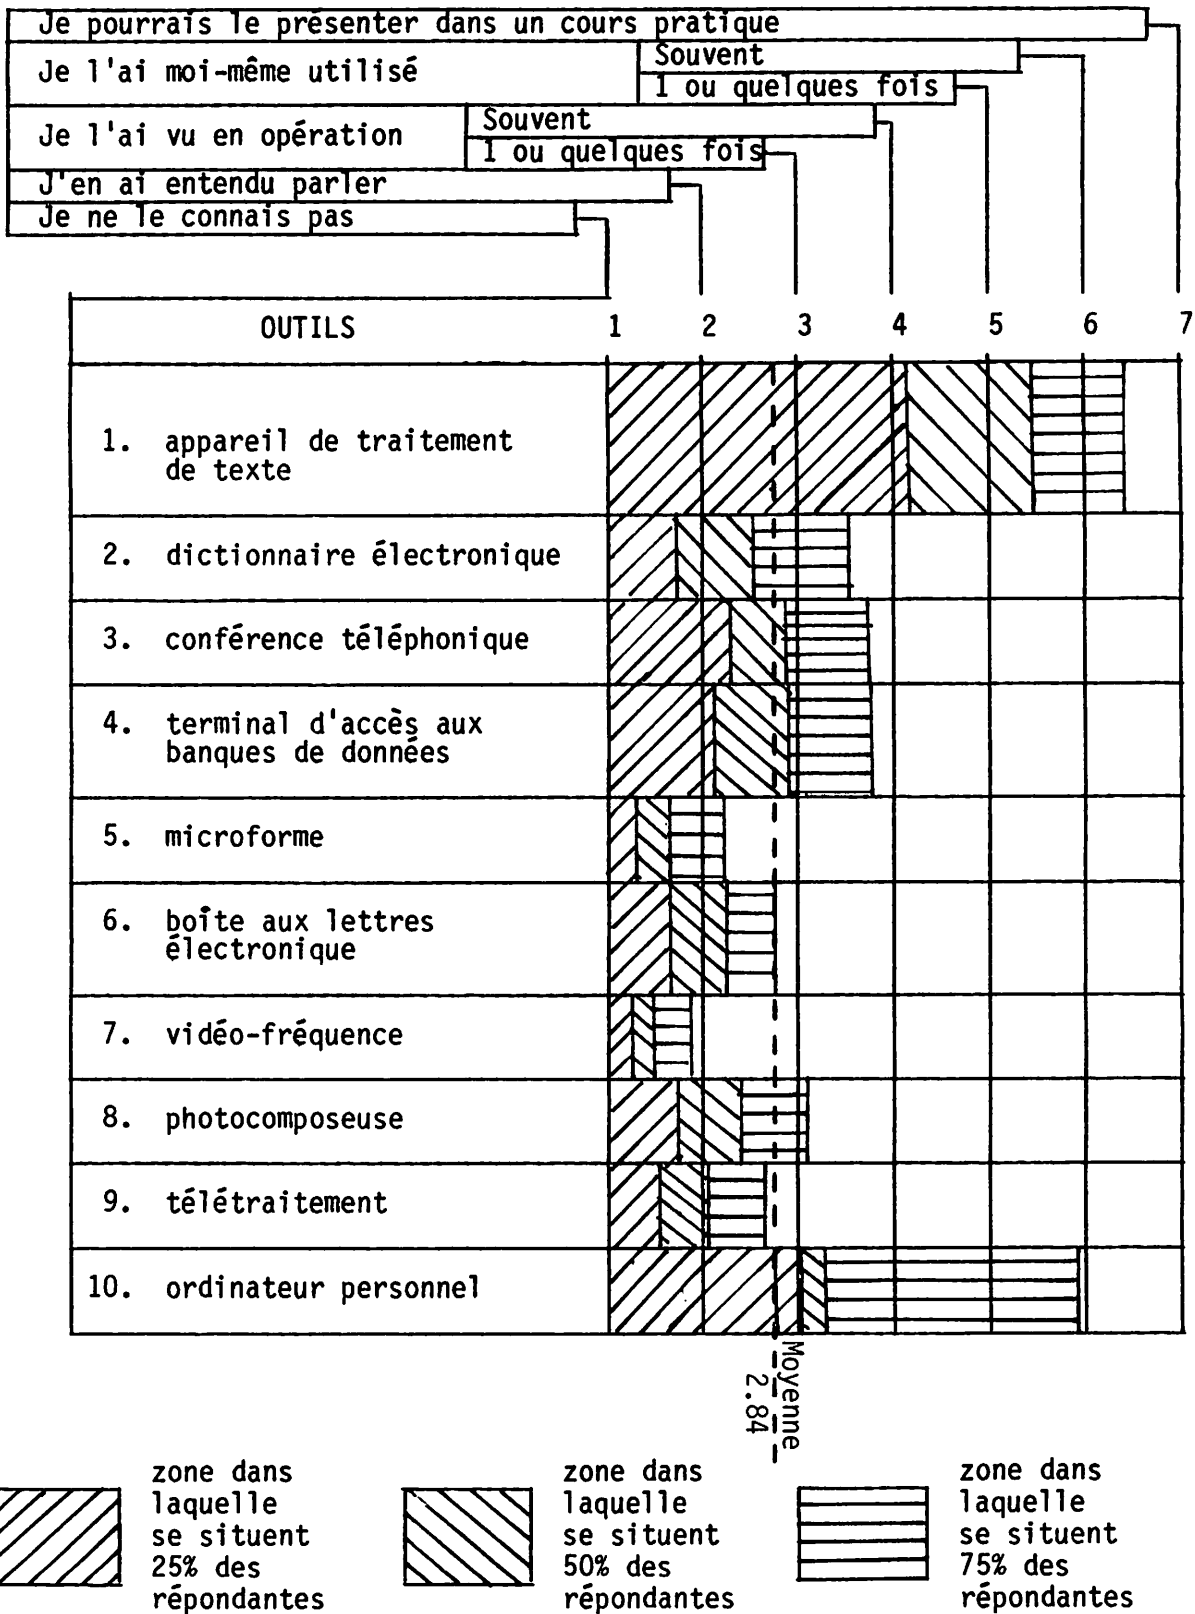 Je pourrais le présenter dans un cours pratique
Je l'ai moi-même utilisé
Souvent
1 ou quelques fois
Je l'ai vu en opération
Souvent
1 ou quelques fois
J'en ai entendu parler
Je ne le connais pas
OUTILS 1 2 3 4 5 6 7
1. appareil de traitement
de texte
2. dictionnaire électronique
3. conférence téléphonique
4. terminal d'accès aux
banques de données
5. microforme
6. boîte aux lettres
électronique
7. vidéo-fréquence
8. photocomposeuse
9. télétraitement
10. ordinateur personnel
Moyenne
2.84
zone dans
laquelle
se situent
25% des
répondantes
zone dans
laquelle
se situent
50% des
répondantes
zone dans
laquelle
se situent
75% des
répondantes